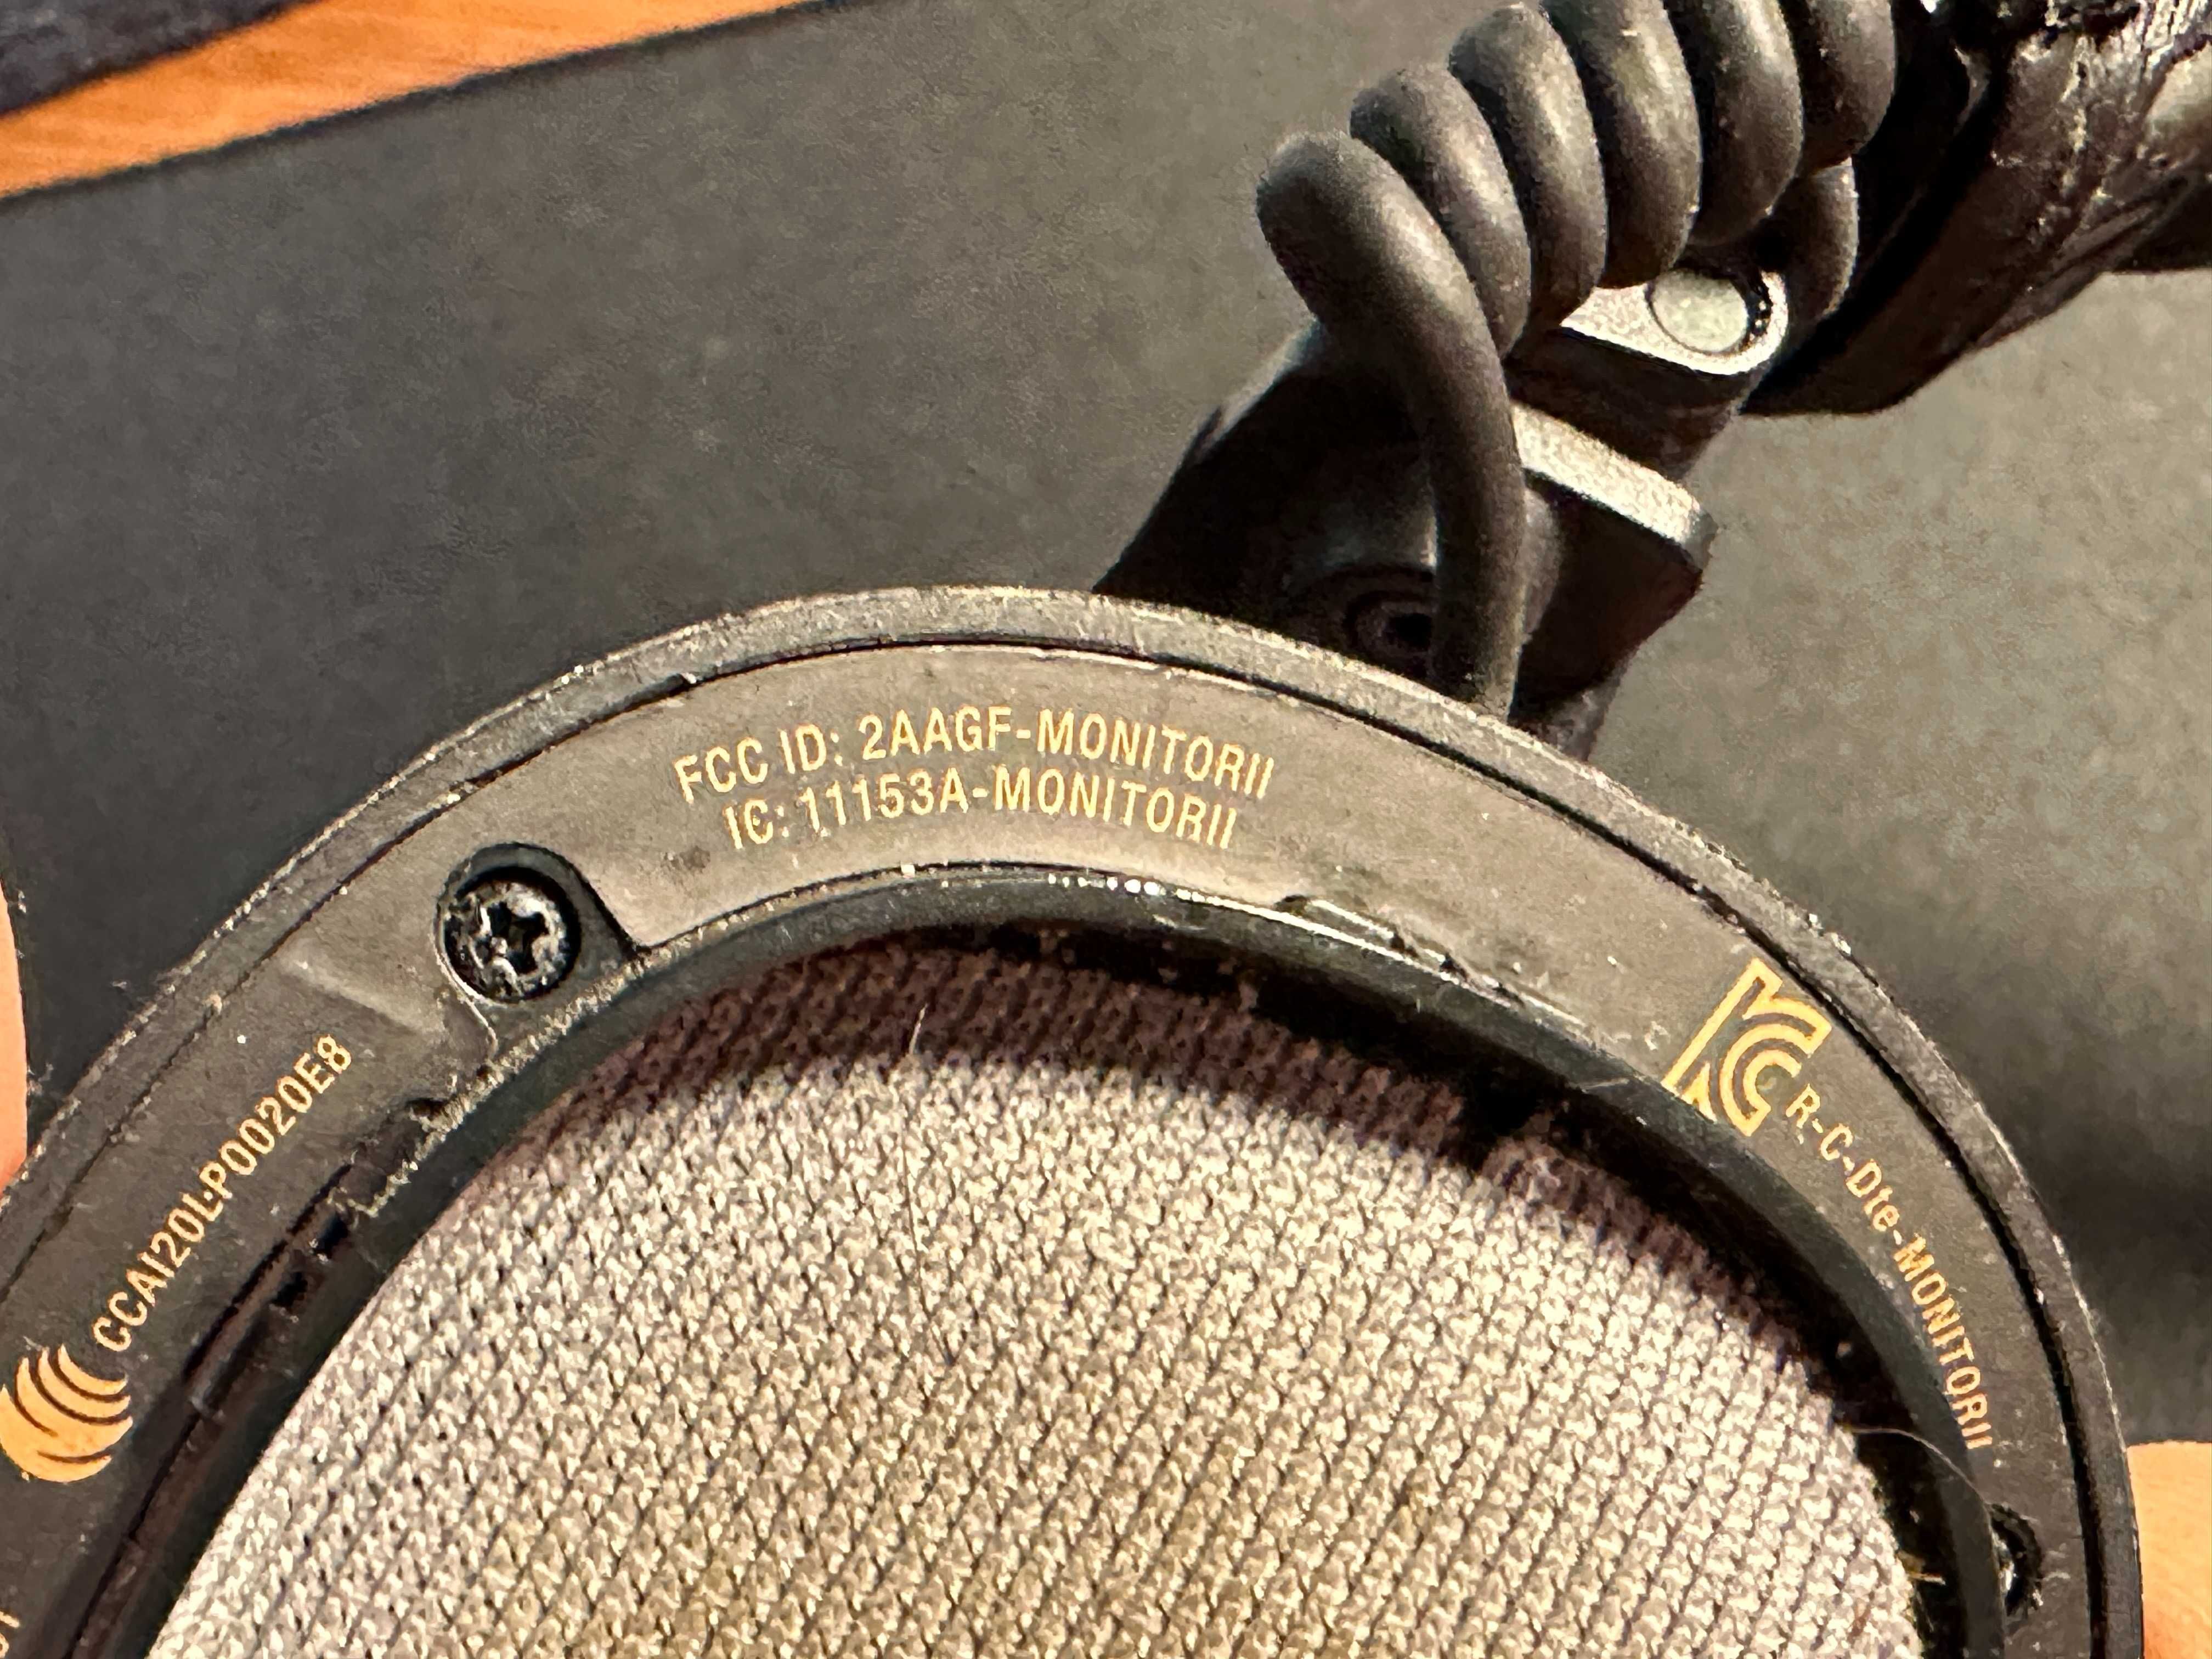 FCC ID: 2AAGF-MONITORII
IC: 11153A-MONITORII
CCAI20LP0020E8
R-C-Dte-MONITORII